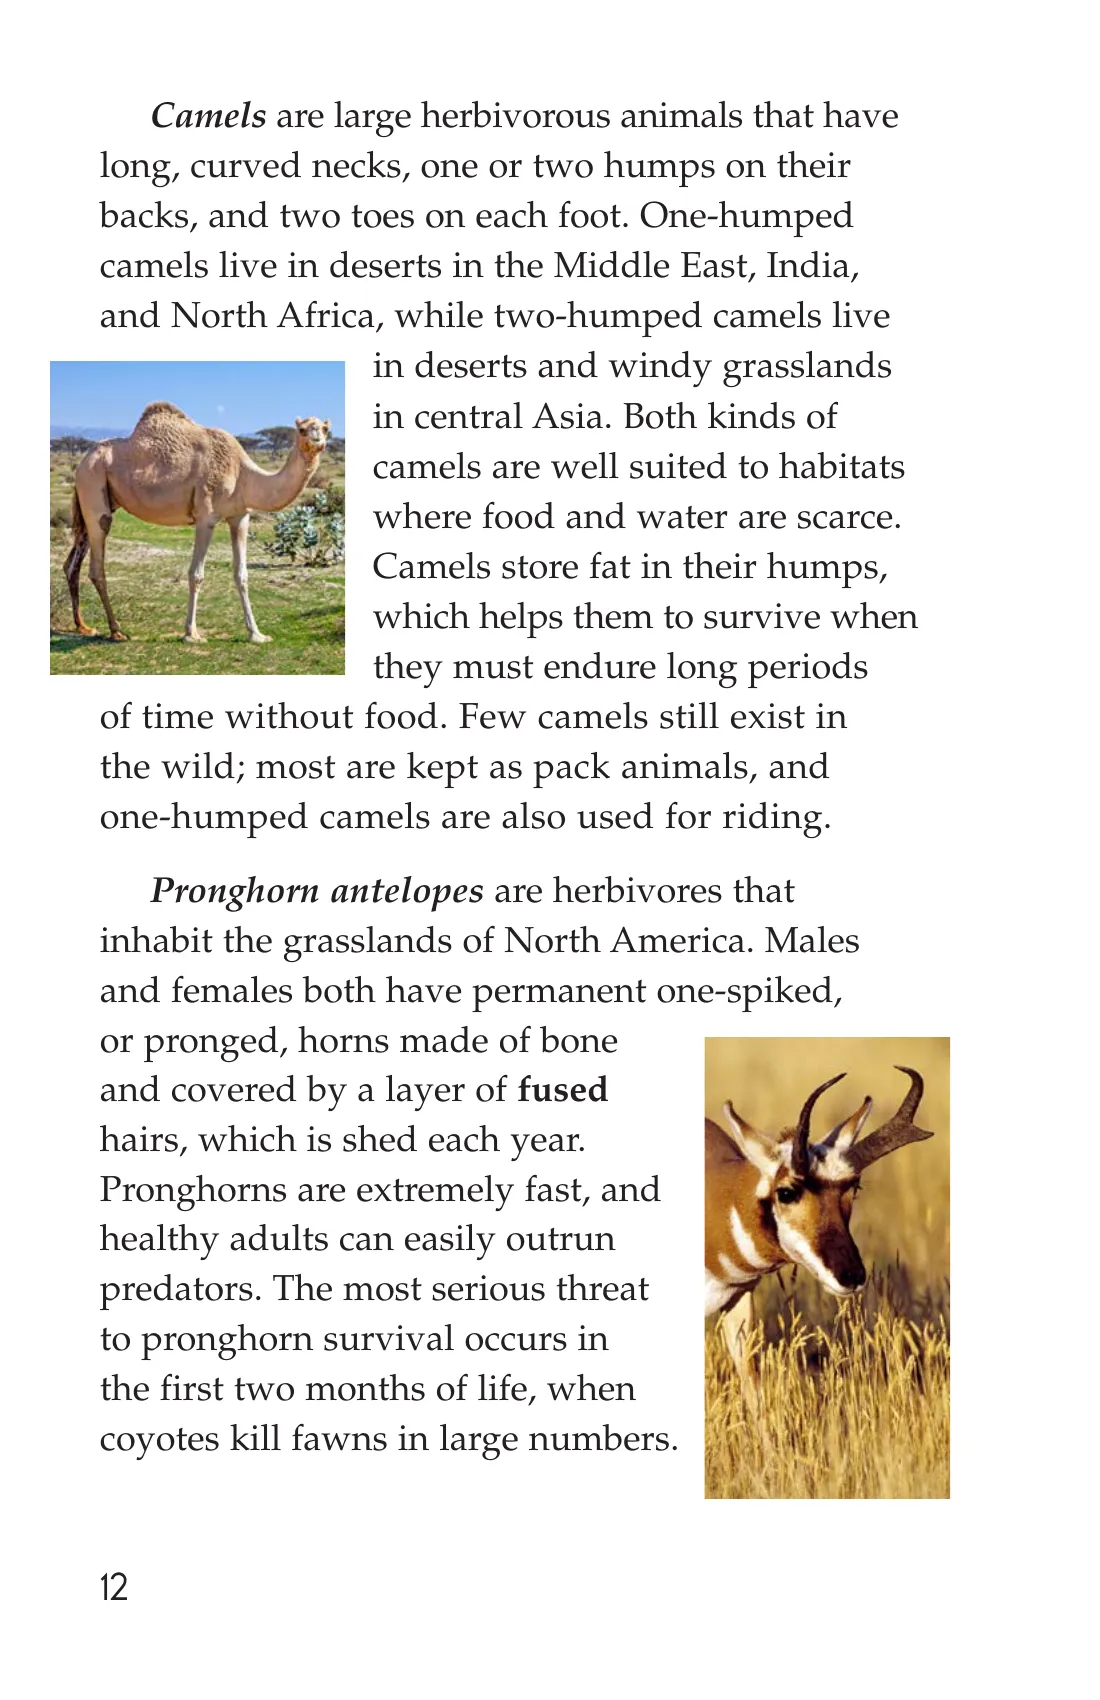 Camels are large herbivorous animals that have
long, curved necks, one or two humps on their
backs, and two toes on each foot. One-humped
camels live in deserts in the Middle East, India,
and North Africa, while two-humped camels live
in deserts and windy grasslands
in central Asia. Both kinds of
camels are well suited to habitats
where food and water are scarce.
Camels store fat in their humps,
which helps them to survive when
they must endure long periods
of time without food. Few camels still exist in
the wild; most are kept as pack animals, and
one-humped camels are also used for riding.
Pronghorn antelopes are herbivores that
inhabit the grasslands of North America. Males
and females both have permanent one-spiked,
or pronged, horns made of bone
and covered by a layer of fused
hairs, which is shed each year.
Pronghorns are extremely fast, and
healthy adults can easily outrun
predators. The most serious threat
to pronghorn survival occurs in
the first two months of life, when
coyotes kill fawns in large numbers.
12